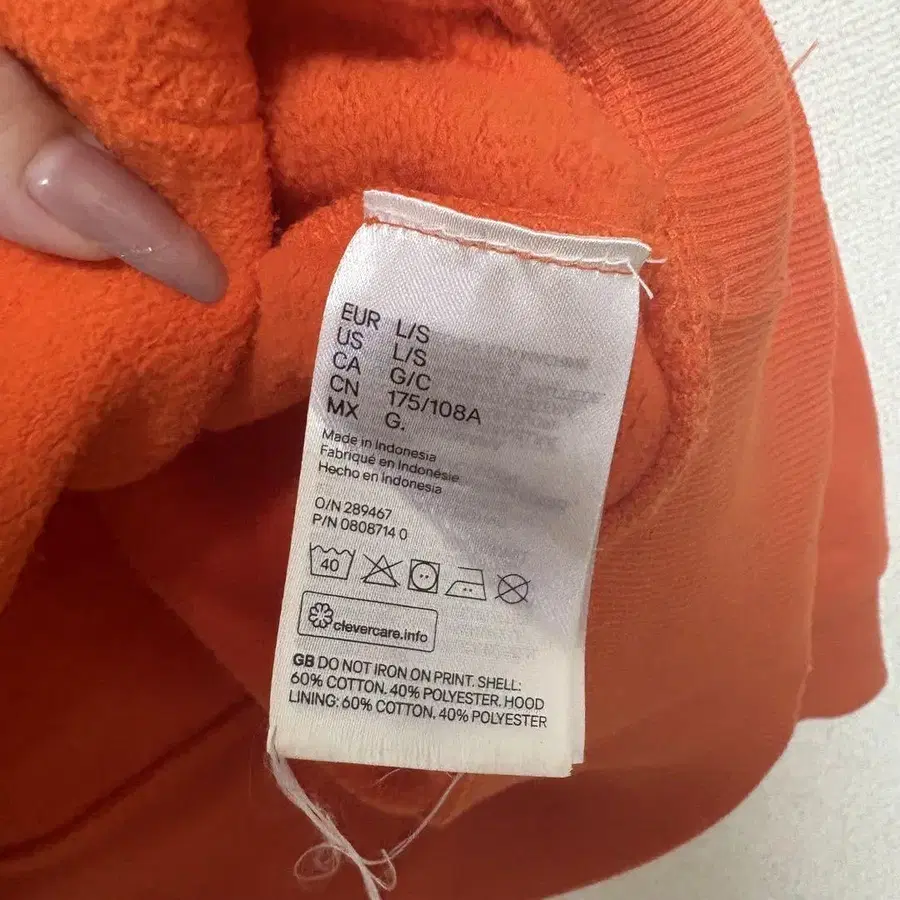 EUR L/S
US L/S
CA G/C
CN 175/108A
MX G.
Made in Indonesia
Fabriqué en Indonésie
Hecho en Indonesia
O/N 289467
P/N 0808714 0
40
clevercare.info
GB DO NOT IRON ON PRINT. SHELL:
60% COTTON. 40% POLYESTER. HOOD
LINING: 60% COTTON. 40% POLYESTER